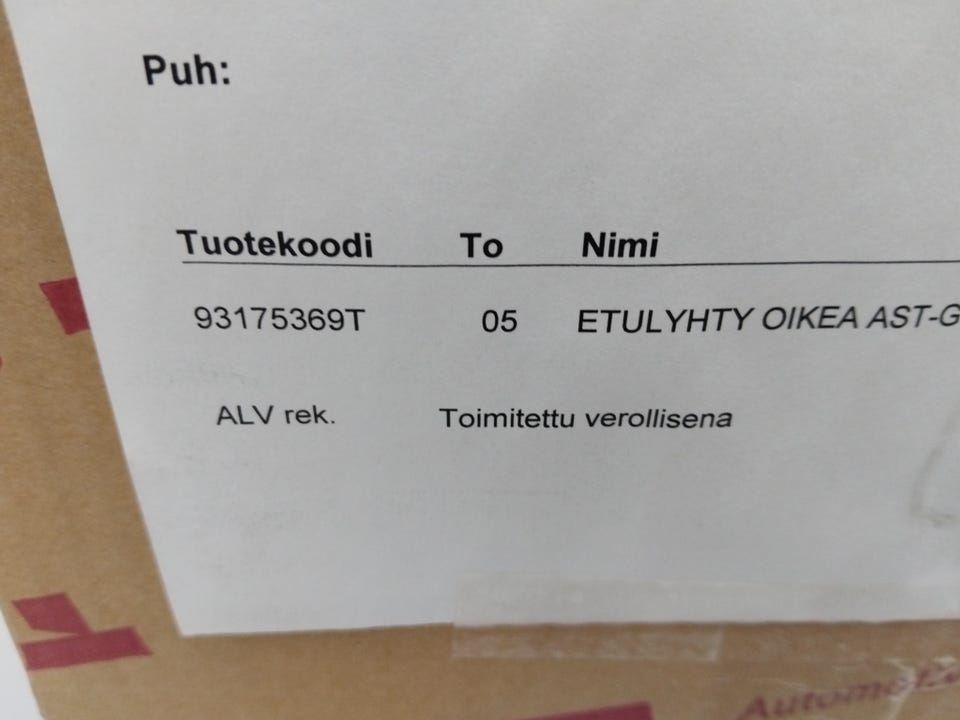 Puh:
Tuotekoodi To Nimi
93175369T 05 ETULYHTY OIKEA AST-G
ALV rek. Toimitettu verollisena